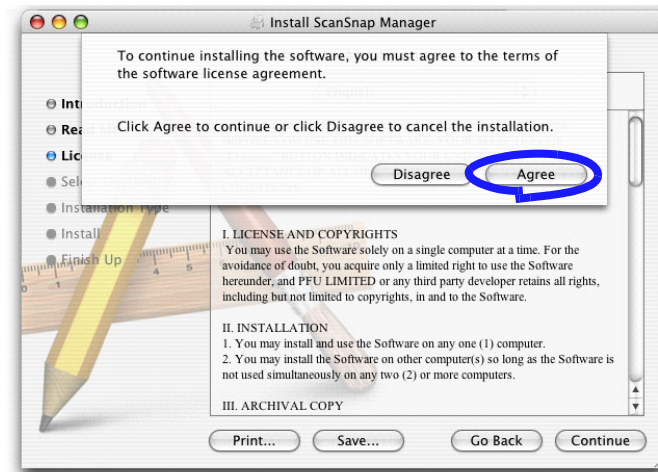 Install ScanSnap Manager
To continue installing the software, you must agree to the terms of
the software license agreement.
Click Agree to continue or click Disagree to cancel the installation.
Disagree
Agree
Install
Finish Up
I. LICENSE AND COPYRIGHTS
You may use the Software solely on a single computer at a time. For the
avoidance of doubt, you acquire only a limited right to use the Software
hereunder, and PFU LIMITED or any third party developer retains all rights,
including but not limited to copyrights, in and to the Software.
II. INSTALLATION
1. You may install and use the Software on any one (1) computer.
2. You may install the Software on other computer(s) so long as the Software is
not used simultaneously on any two (2) or more computers.
III. ARCHIVAL COPY
Print...
Save...
Go Back
Continue